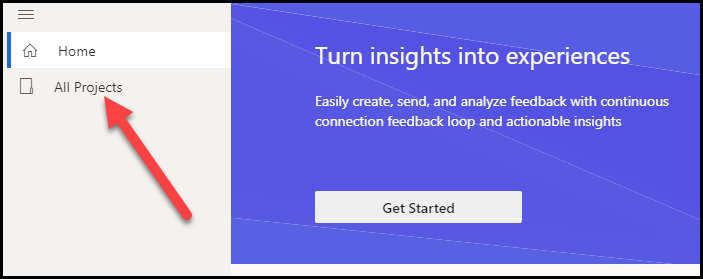 Home
All Projects
Turn insights into experiences
Easily create, send, and analyze feedback with continuous
connection feedback loop and actionable insights
Get Started